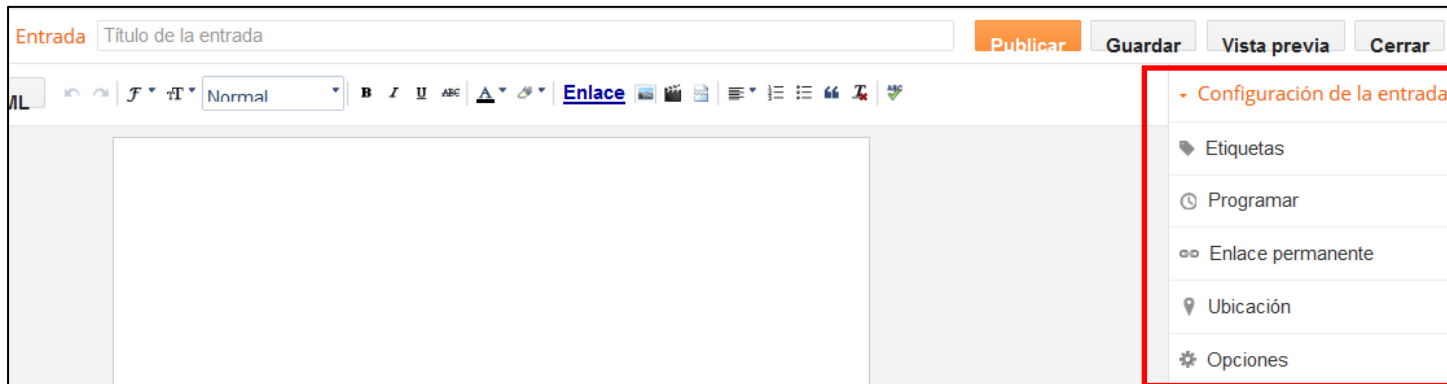 Entrada Título de la entrada Publicar Guardar Vista previa Cerrar
ML Normal B I U ABC A Enlace
Configuración de la entrada
Etiquetas
Programar
Enlace permanente
Ubicación
Opciones